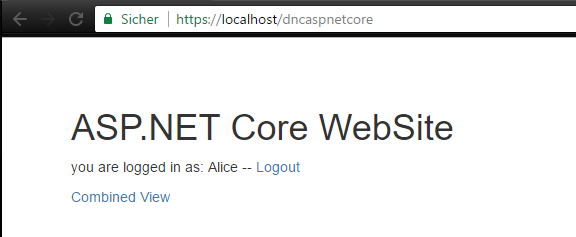 Sicher https://localhost/dncaspnetcore
ASP.NET Core WebSite
you are logged in as: Alice -- Logout
Combined View